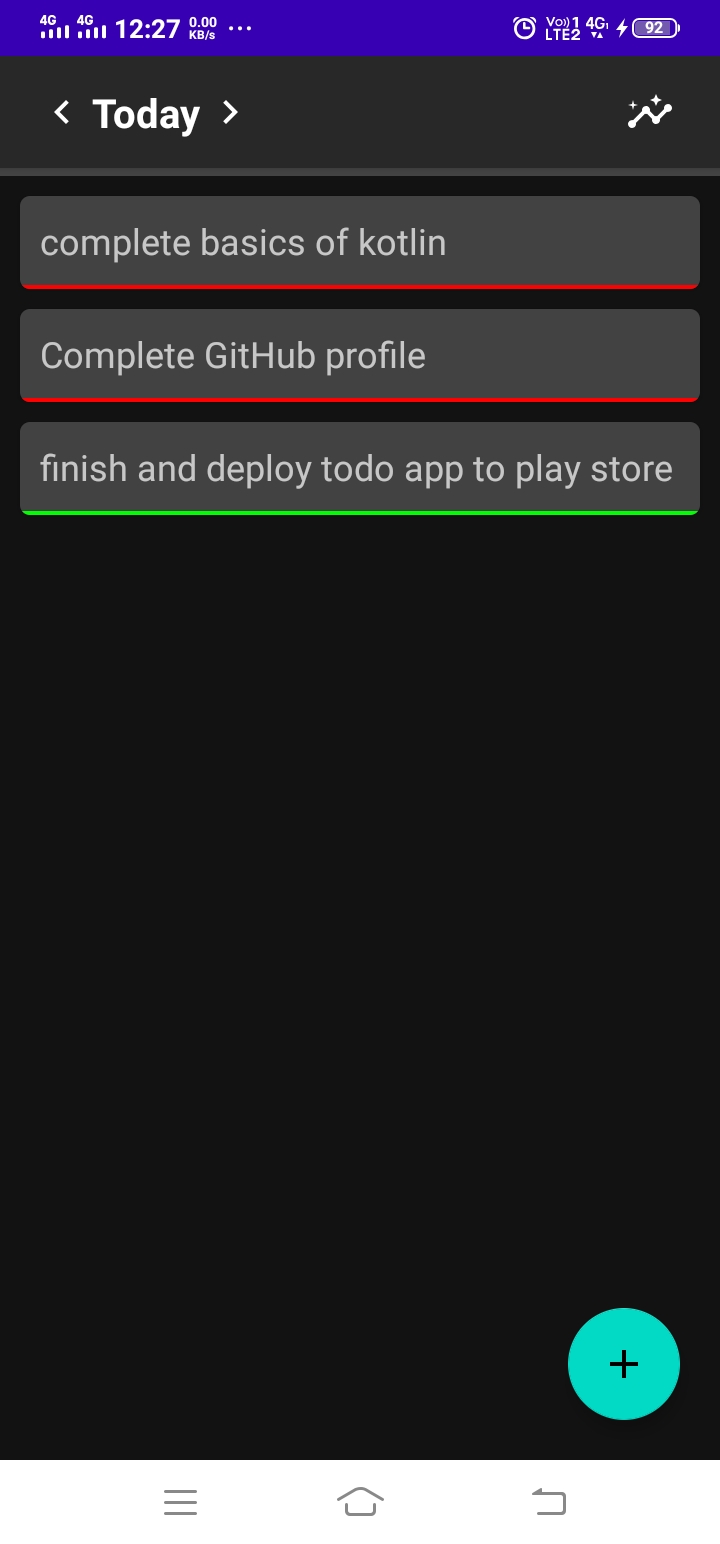 4G 4G 12:27 0.00 KB/s ... Vo))1 LTE2 4G 92
Today
complete basics of kotlin
Complete GitHub profile
finish and deploy todo app to play store